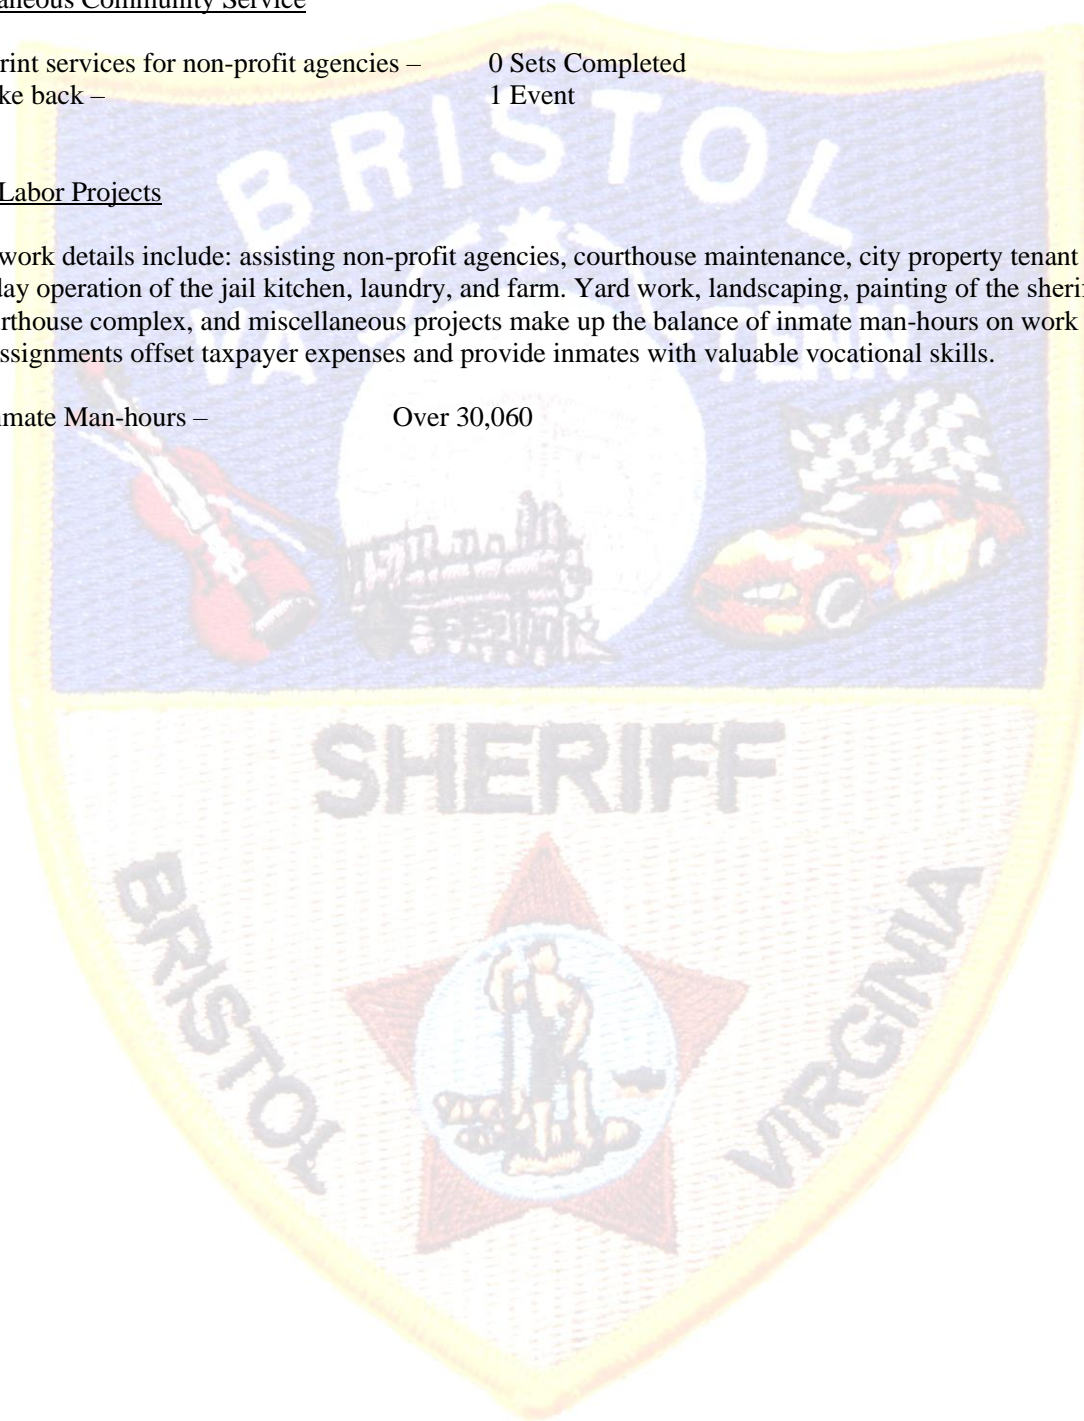 aneous Community Service
rint services for non-profit agencies – 0 Sets Completed
ke back – 1 Event
Labor Projects
work details include: assisting non-profit agencies, courthouse maintenance, city property tenant
day operation of the jail kitchen, laundry, and farm. Yard work, landscaping, painting of the sherif
rthouse complex, and miscellaneous projects make up the balance of inmate man-hours on work
ssignments offset taxpayer expenses and provide inmates with valuable vocational skills.
nmate Man-hours – Over 30,060
BRISTOL
VA TENN
SHERIFF
BRISTOL VIRGINIA